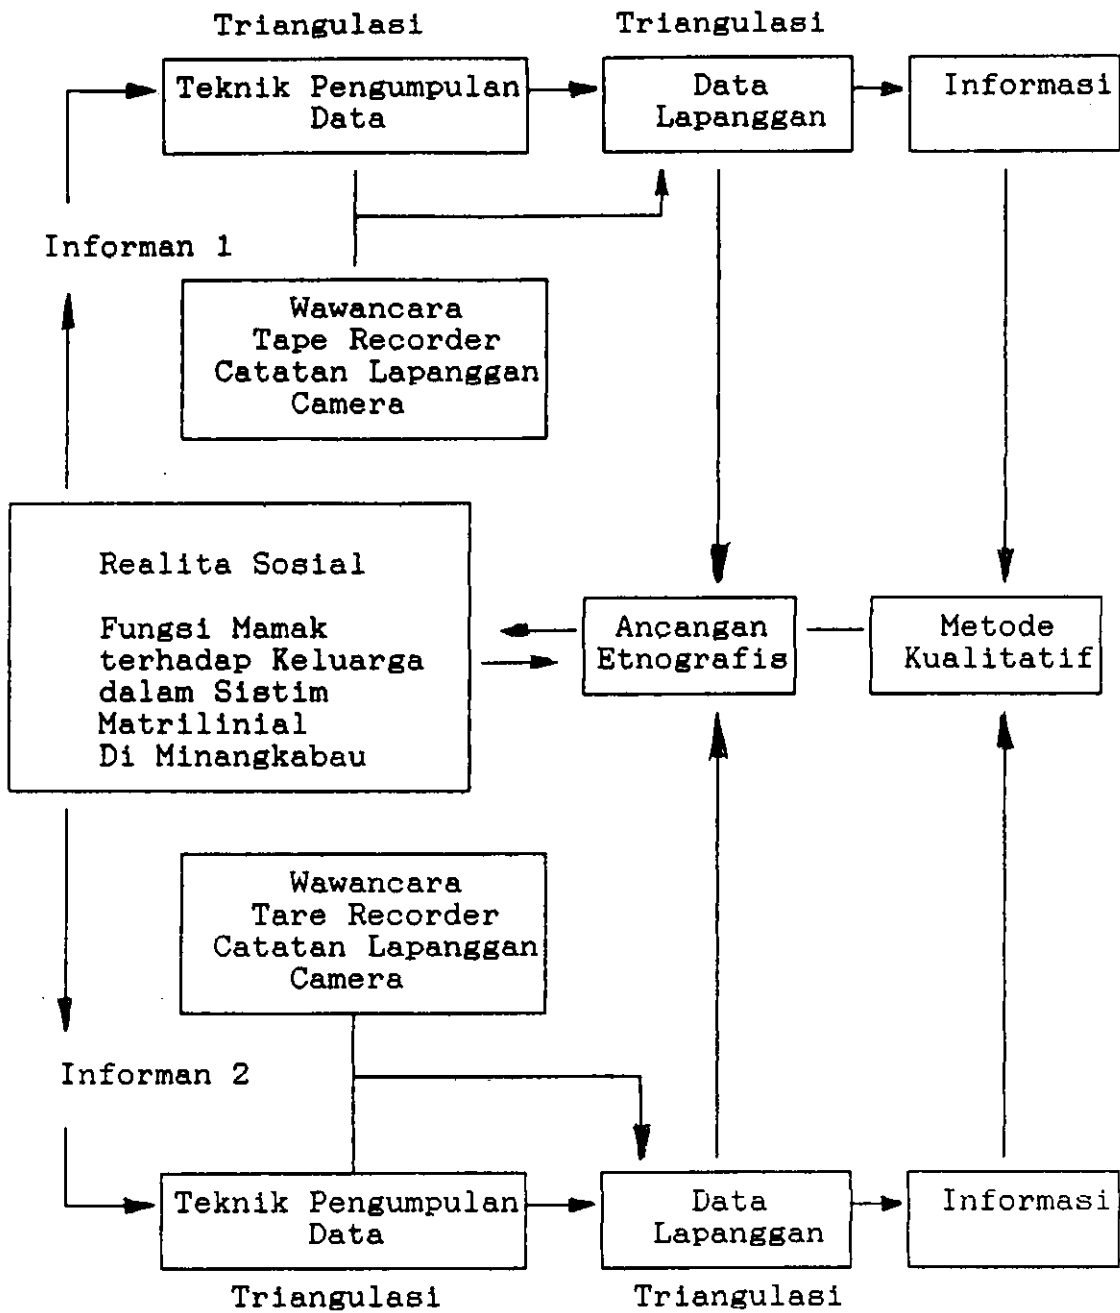 Triangulasi
Triangulasi
Teknik Pengumpulan
Data
Data
Lapanggan
Informasi
Informan 1
Wawancara
Tape Recorder
Catatan Lapanggan
Camera
Realita Sosial
Fungsi Mamak
terhadap Keluarga
dalam Sistim
Matrilinial
Di Minangkabau
Ancangan
Etnografis
Metode
Kualitatif
Wawancara
Tare Recorder
Catatan Lapanggan
Camera
Informan 2
Teknik Pengumpulan
Data
Data
Lapanggan
Informasi
Triangulasi
Triangulasi